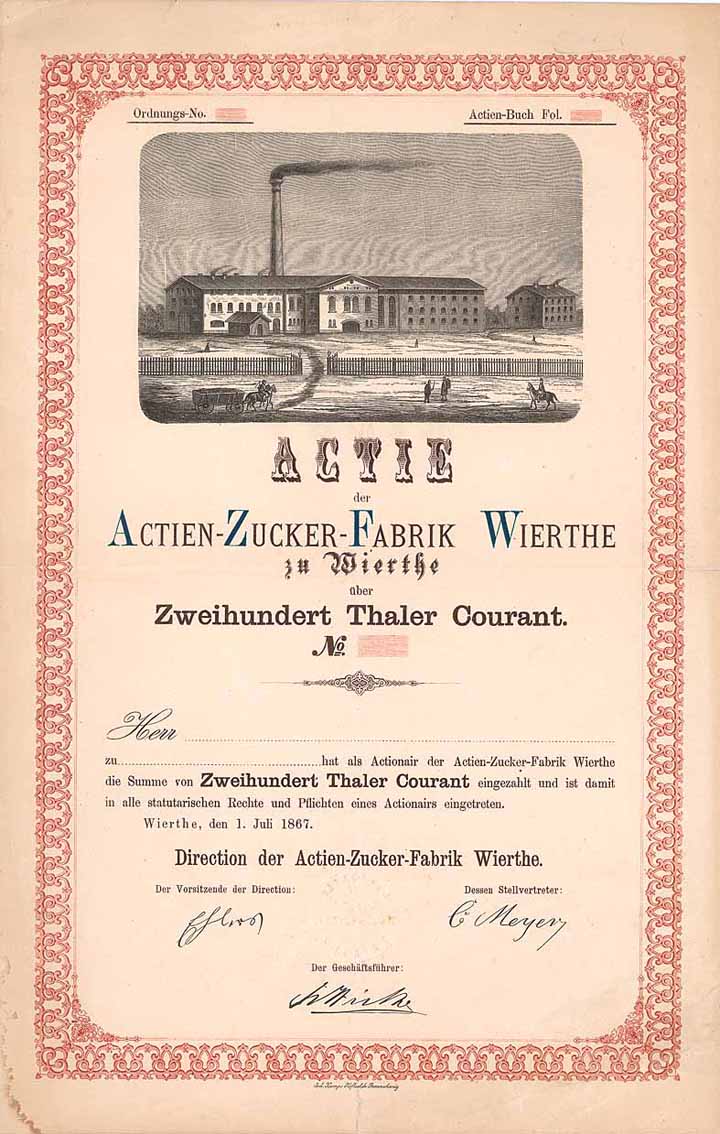 Ordnungs-No.
Actien-Buch Fol.
ACTIE
der
ACTIEN-ZUCKER-FABRIK WIERTHE
zu Wierthe
über
Zweihundert Thaler Courant.
No.
Herr
zu hat als Actionair der Actien-Zucker-Fabrik Wierthe
die Summe von Zweihundert Thaler Courant eingezahlt und ist damit
in alle statutarischen Rechte und Pflichten eines Actionairs eingetreten.
Wierthe, den 1. Juli 1867.
Direction der Actien-Zucker-Fabrik Wierthe.
Der Vorsitzende der Direction:
Dessen Stellvertreter:
C Meyer
Der Geschäftsführer: